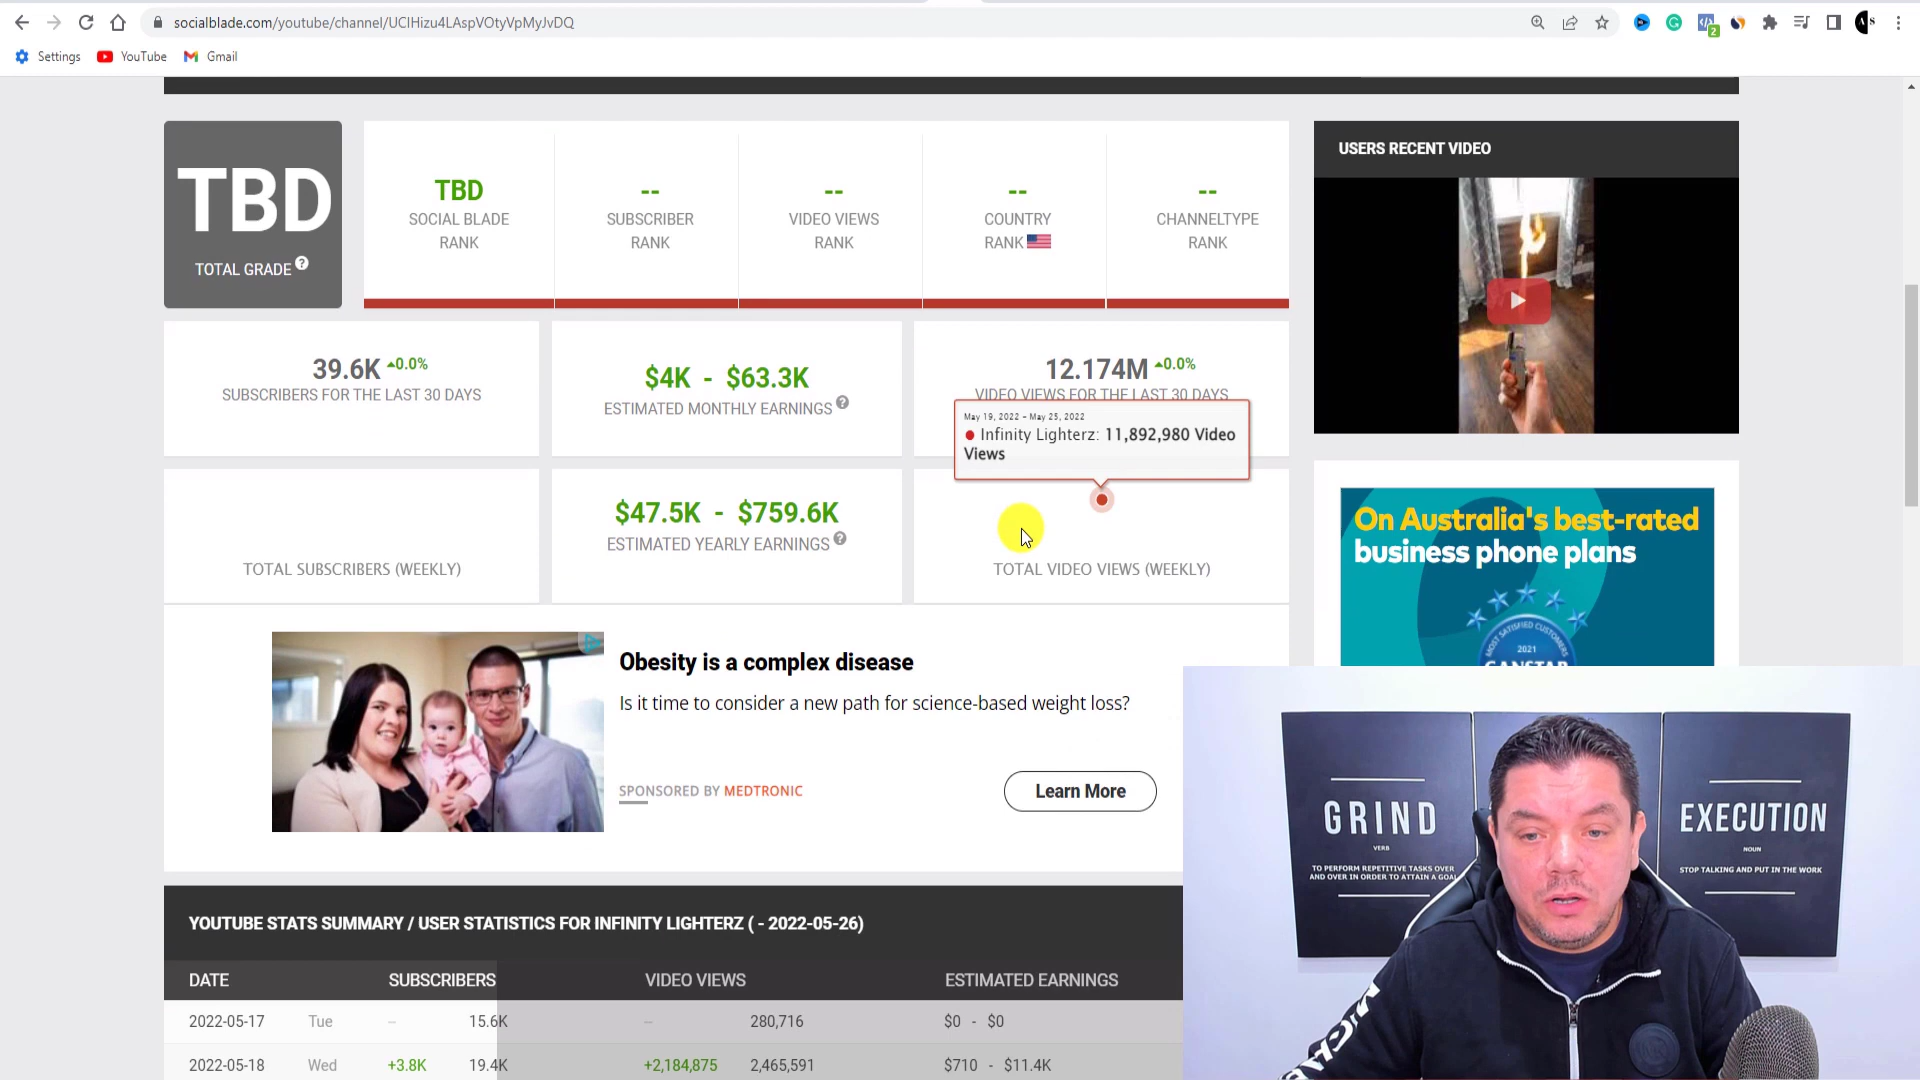 socialblade.com/youtube/channel/UCIHizu4LAspVOtyVpMyJvDQ
2
Settings
YouTube
Gmail
TBD
TOTAL GRADE ?
TBD
SOCIAL BLADE
RANK
--
SUBSCRIBER
RANK
--
VIDEO VIEWS
RANK
--
COUNTRY
RANK
--
CHANNELTYPE
RANK
USERS RECENT VIDEO
39.6K 0.0%
SUBSCRIBERS FOR THE LAST 30 DAYS
$4K - $63.3K
ESTIMATED MONTHLY EARNINGS ?
12.174M 0.0%
VIDEO VIEWS FOR THE LAST 30 DAYS
May 19, 2022 - May 25, 2022
Infinity Lighterz: 11,892,980 Video
Views
TOTAL SUBSCRIBERS (WEEKLY)
$47.5K - $759.6K
ESTIMATED YEARLY EARNINGS ?
TOTAL VIDEO VIEWS (WEEKLY)
On Australia's best-rated
business phone plans
MOST SATISFIED CUSTOMERS
2021
CANSTAR
Obesity is a complex disease
Is it time to consider a new path for science-based weight loss?
SPONSORED BY MEDTRONIC
Learn More
YOUTUBE STATS SUMMARY / USER STATISTICS FOR INFINITY LIGHTERZ ( - 2022-05-26)
DATE SUBSCRIBERS VIDEO VIEWS ESTIMATED EARNINGS
2022-05-17 Tue -- 15.6K -- 280,716 $0 - $0
2022-05-18 Wed +3.8K 19.4K +2,184,875 2,465,591 $710 - $11.4K
GRIND
VERB
TO PERFORM REPETITIVE TASKS OVER
AND OVER IN ORDER TO ATTAIN A GOAL
EXECUTION
NOUN
STOP TALKING AND PUT IN THE WORK